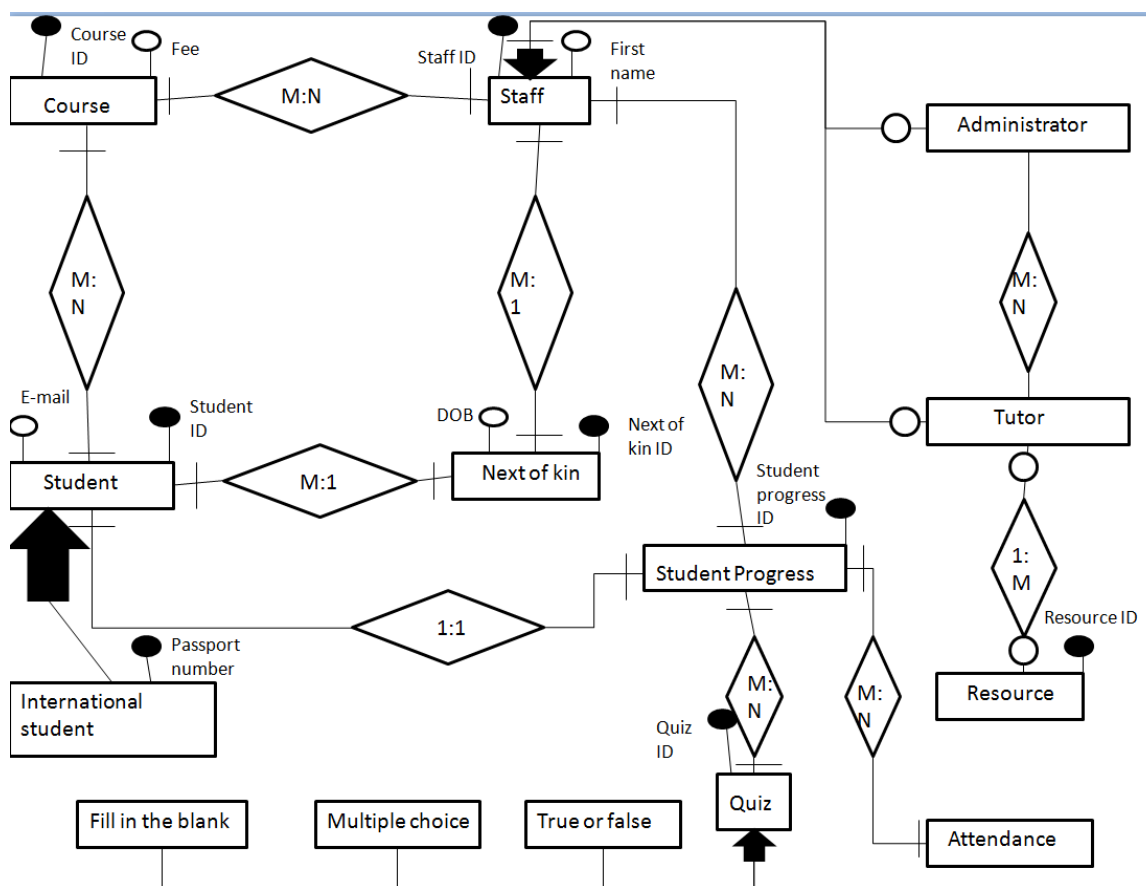 Course
ID
Fee
Staff ID
First
name
Course
M:N
Staff
Administrator
M:
N
M:
1
M:
N
M:
N
E-mail
Student
ID
DOB
Next of
kin ID
Tutor
Student
M:1
Next of kin
Student
progress
ID
Student Progress
1:
M
1:1
Resource ID
Passport
number
International
student
M:
N
M:
N
Resource
Quiz
ID
Quiz
Fill in the blank
Multiple choice
True or false
Attendance